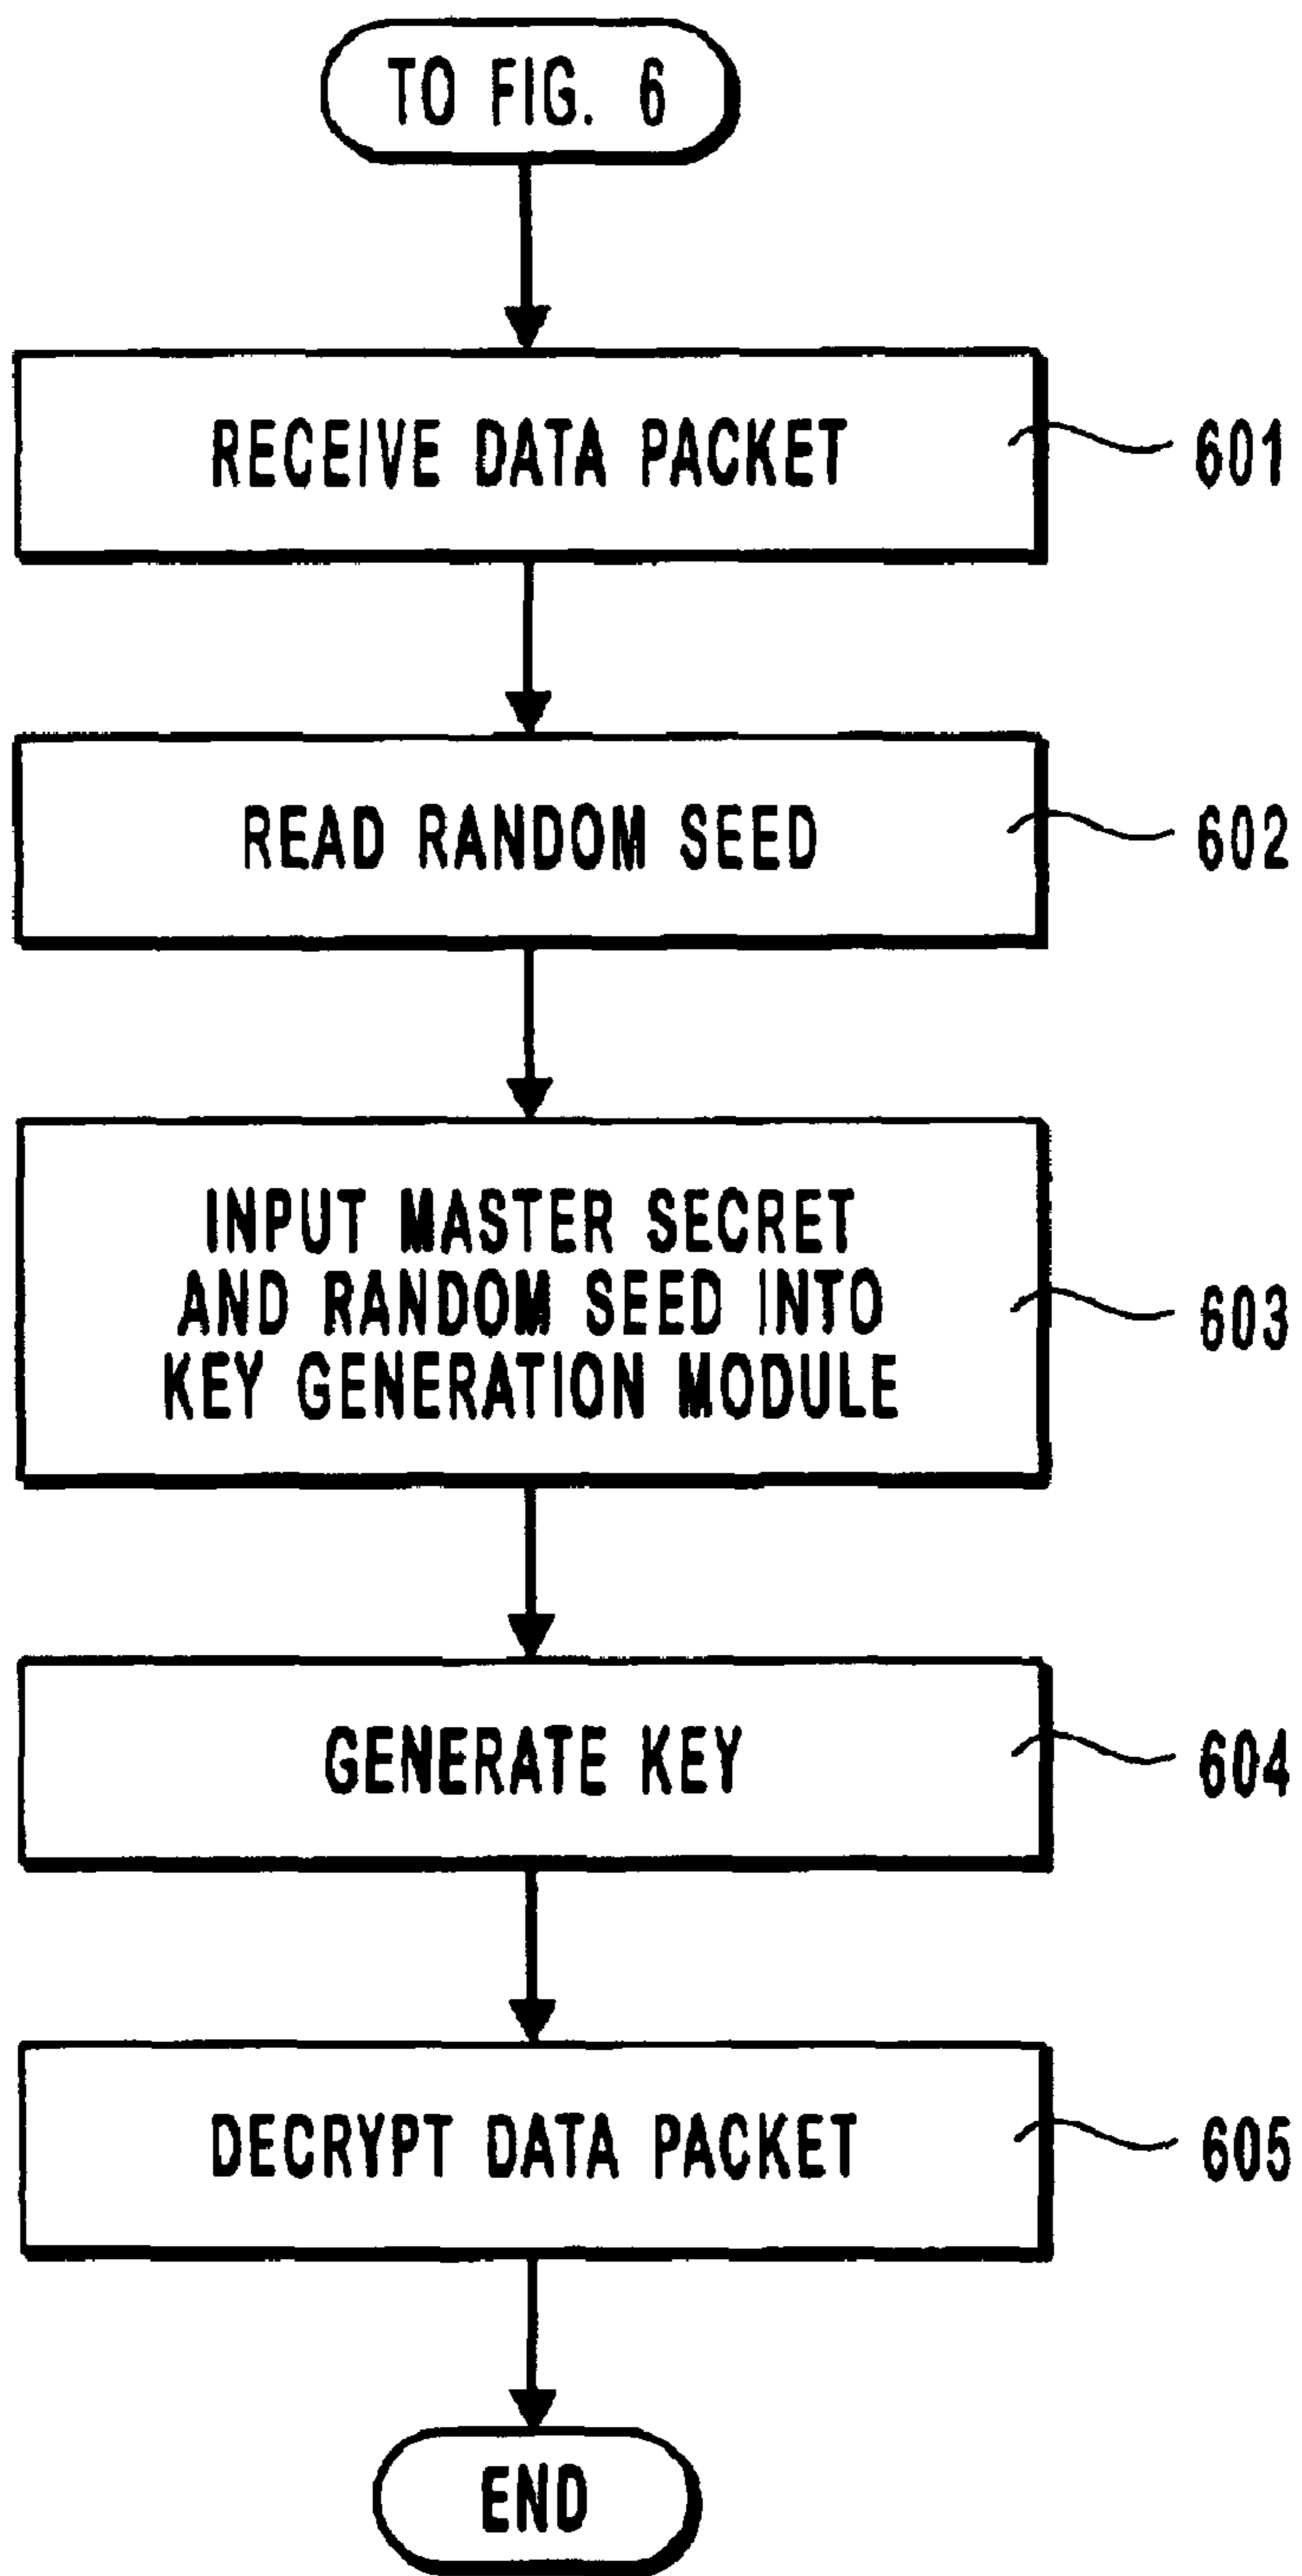 TO FIG. 6
RECEIVE DATA PACKET
601
READ RANDOM SEED
602
INPUT MASTER SECRET
AND RANDOM SEED INTO
KEY GENERATION MODULE
603
GENERATE KEY
604
DECRYPT DATA PACKET
605
END